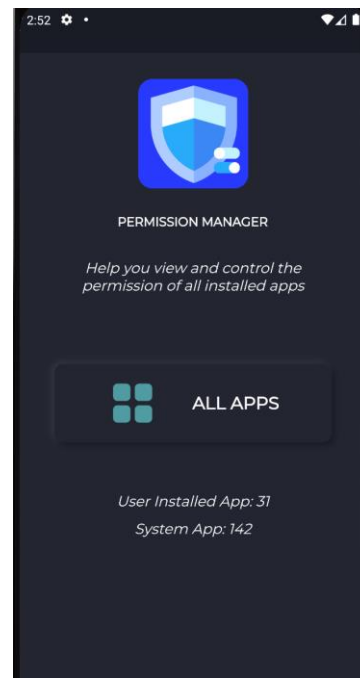 2:52
PERMISSION MANAGER
Help you view and control the
permission of all installed apps
ALL APPS
User Installed App: 31
System App: 142